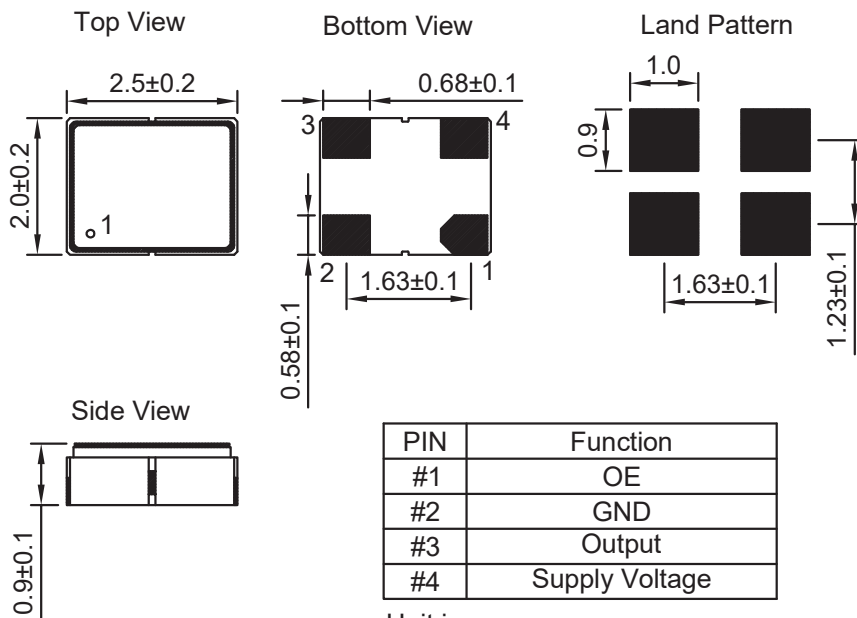 Top View
Bottom View
Land Pattern
2.5±0.2
2.0±0.2
1
0.68±0.1
3
4
2
1
1.63±0.1
0.58±0.1
1.0
0.9
1.63±0.1
1.23±0.1
Side View
0.9±0.1
PIN Function
#1 OE
#2 GND
#3 Output
#4 Supply Voltage